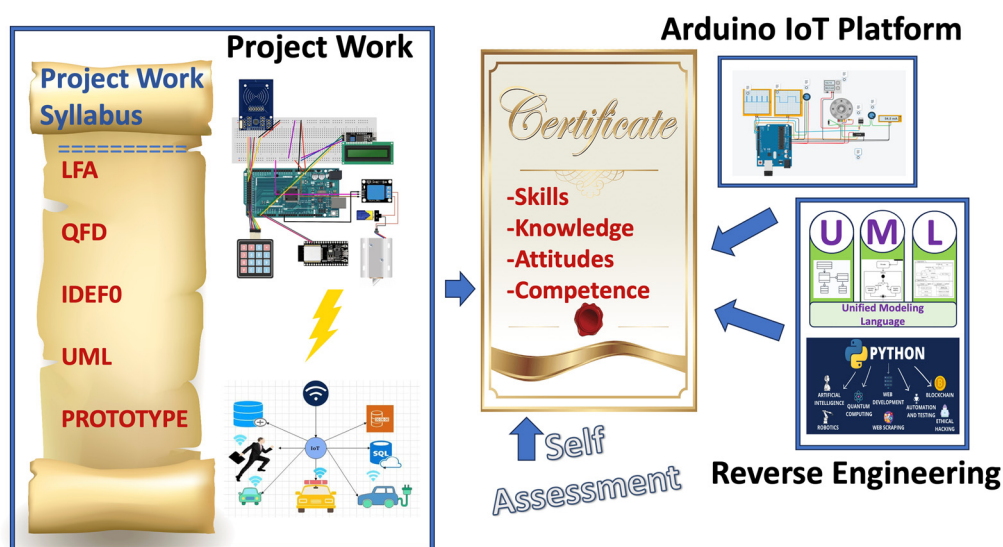 Project Work
Project Work
Syllabus
==========
LFA
QFD
IDEF0
UML
PROTOTYPE
IoT
SQL
Certificate
-Skills
-Knowledge
-Attitudes
-Competence
Self
Assessment
Arduino IoT Platform
U M L
Unified Modeling
Language
PYTHON
ARTIFICIAL
INTELLIGENCE
QUANTUM
COMPUTING
WEB
DEVELOPMENT
AUTOMATION
AND TESTING
BLOCKCHAIN
ROBOTICS
WEB SCRAPING
ETHICAL
HACKING
Reverse Engineering